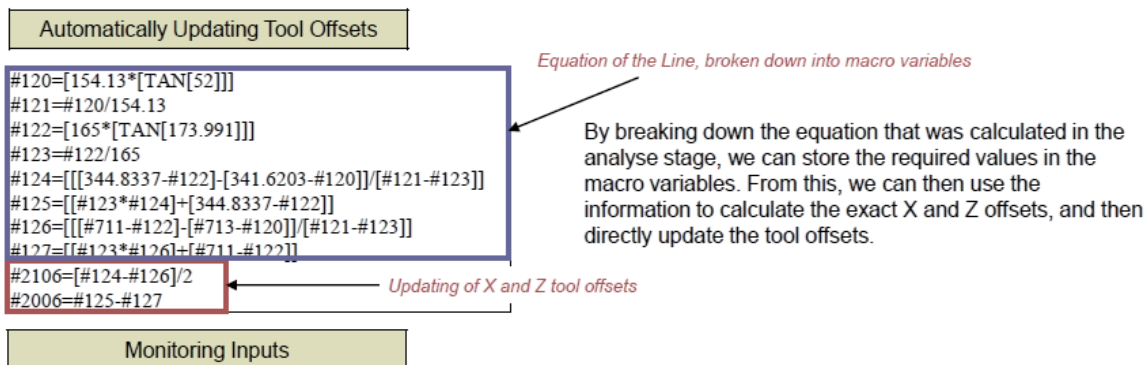 Automatically Updating Tool Offsets
Equation of the Line, broken down into macro variables
#120=[154.13*[TAN[52]]]
#121=#120/154.13
#122=[165*[TAN[173.991]]]
#123=#122/165
#124=[[[344.8337-#122]-[341.6203-#120]]/[#121-#123]]
#125=[[#123*#124]+[344.8337-#122]]
#126=[[[#711-#122]-[#713-#120]]/[#121-#123]]
#127=[[#123*#126]+[#711-#122]]
#2106=[#124-#126]/2
#2006=#125-#127
By breaking down the equation that was calculated in the
analyse stage, we can store the required values in the
macro variables. From this, we can then use the
information to calculate the exact X and Z offsets, and then
directly update the tool offsets.
Updating of X and Z tool offsets
Monitoring Inputs